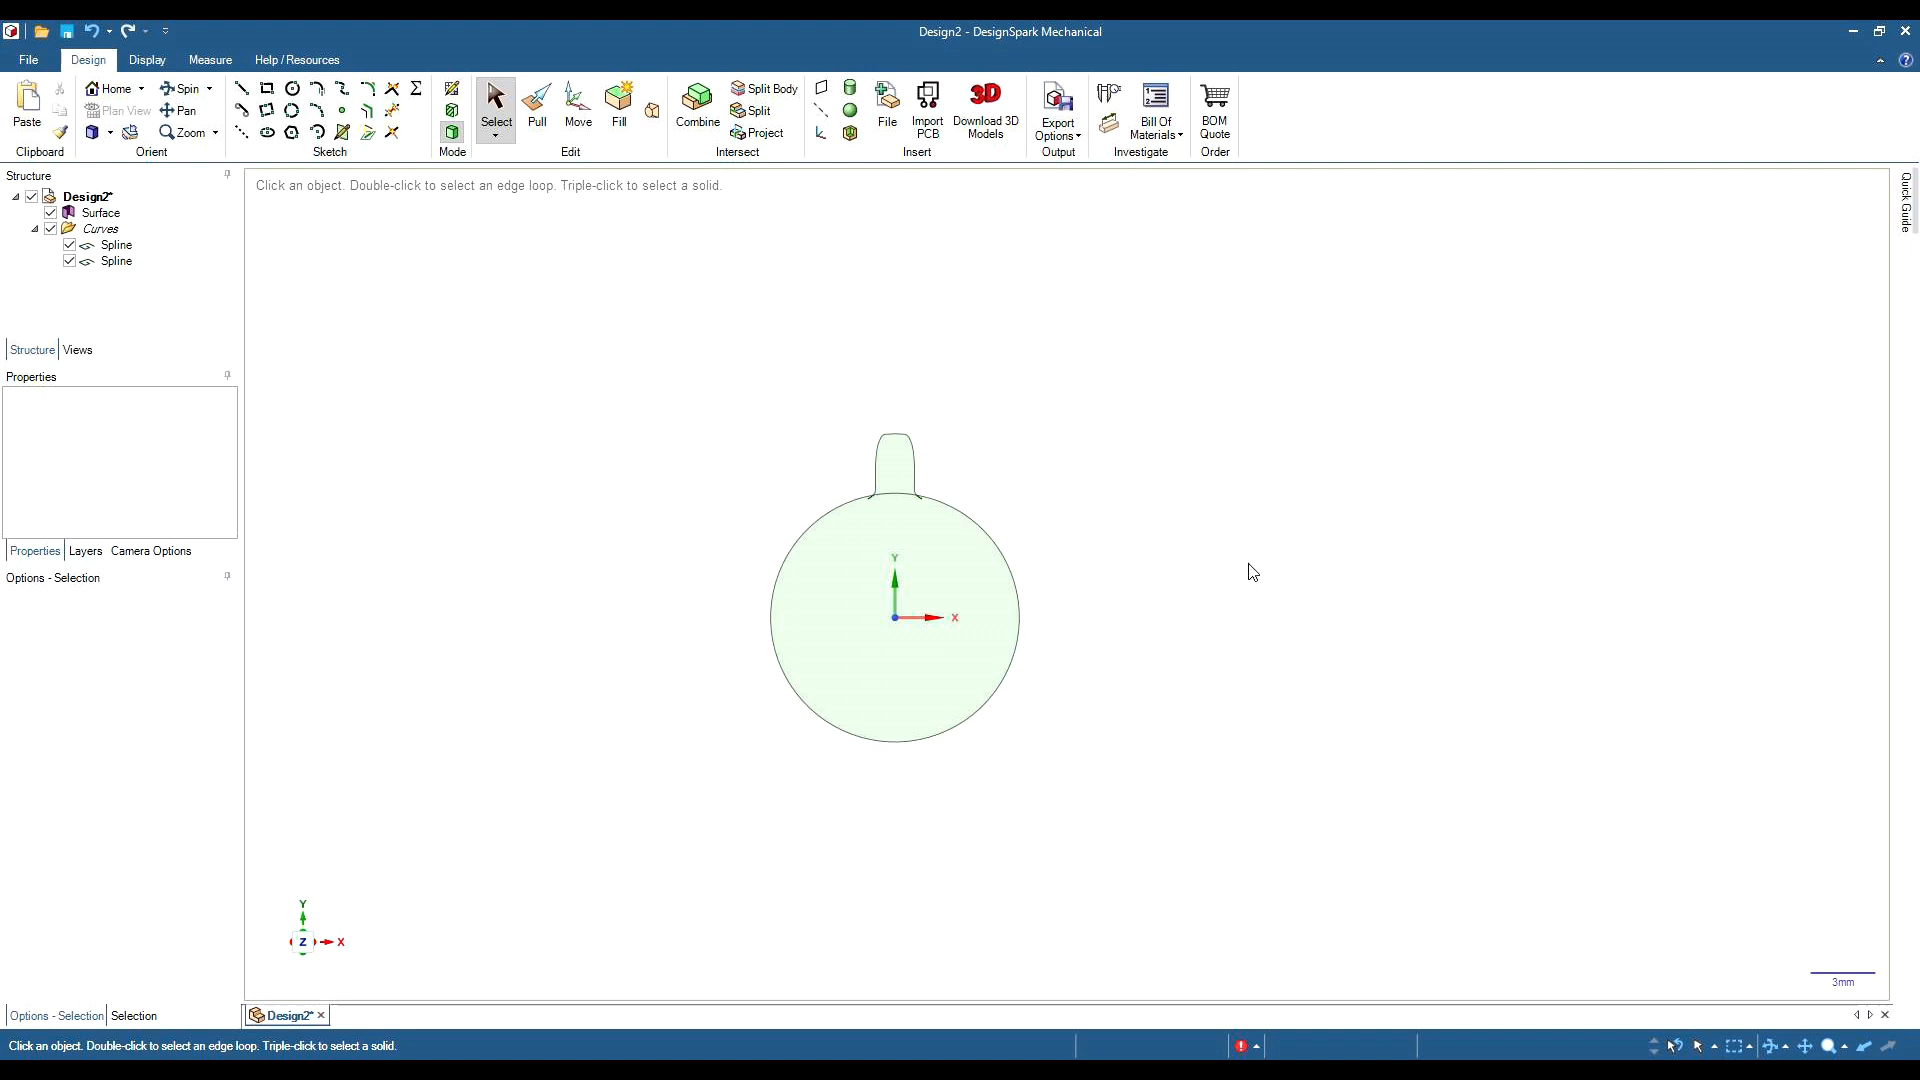 Design2 - DesignSpark Mechanical
File Design Display Measure Help / Resources
Paste
Clipboard
Home Spin
Plan View Pan
Zoom
Orient
Sketch
Mode
Select Pull Move Fill
Edit
Combine Split Body
Split
Project
Intersect
File Import PCB 3D Download 3D Models
Insert
Export Options
Output
1
2
3
Bill Of Materials
Investigate
BOM Quote
Order
Structure
Design2*
Surface
Curves
Spline
Spline
Structure Views
Properties
Properties Layers Camera Options
Options - Selection
Options - Selection Selection
Click an object. Double-click to select an edge loop. Triple-click to select a solid.
Quick Guide
Y
X
Y
Z X
3mm
Design2*
Click an object. Double-click to select an edge loop. Triple-click to select a solid.